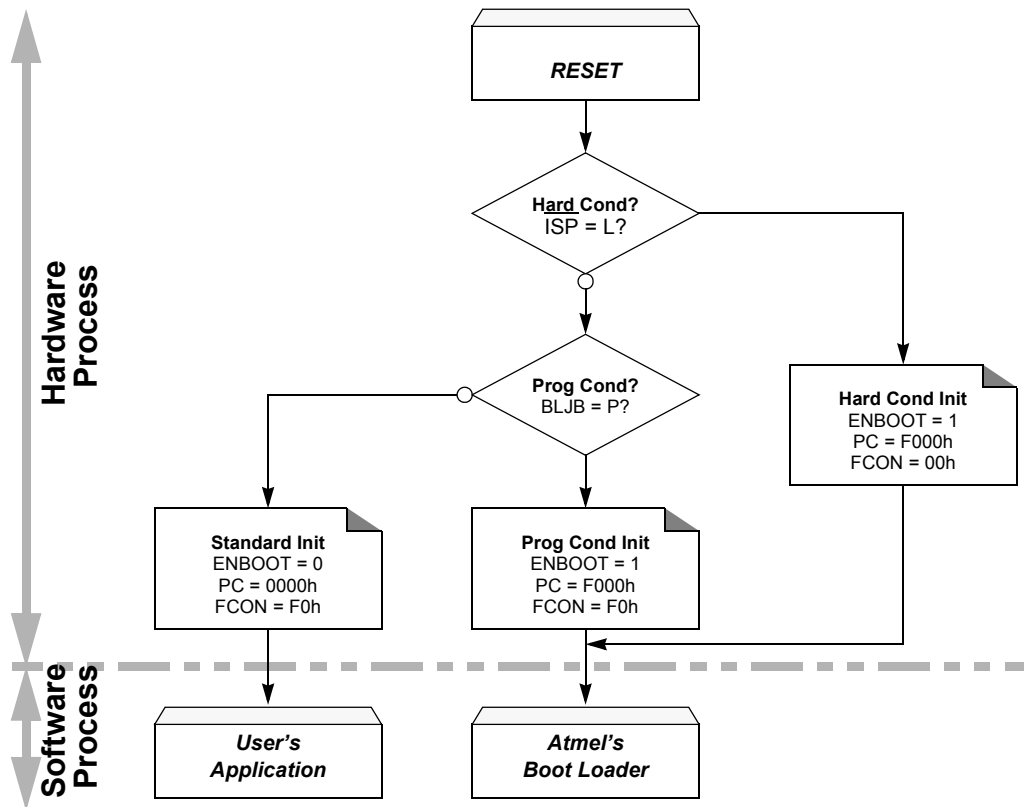 RESET
Hard Cond?
ISP = L?
Prog Cond?
BLJB = P?
Hard Cond Init
ENBOOT = 1
PC = F000h
FCON = 00h
Standard Init
ENBOOT = 0
PC = 0000h
FCON = F0h
Prog Cond Init
ENBOOT = 1
PC = F000h
FCON = F0h
Hardware
Process
User's
Application
Atmel's
Boot Loader
Software
Process